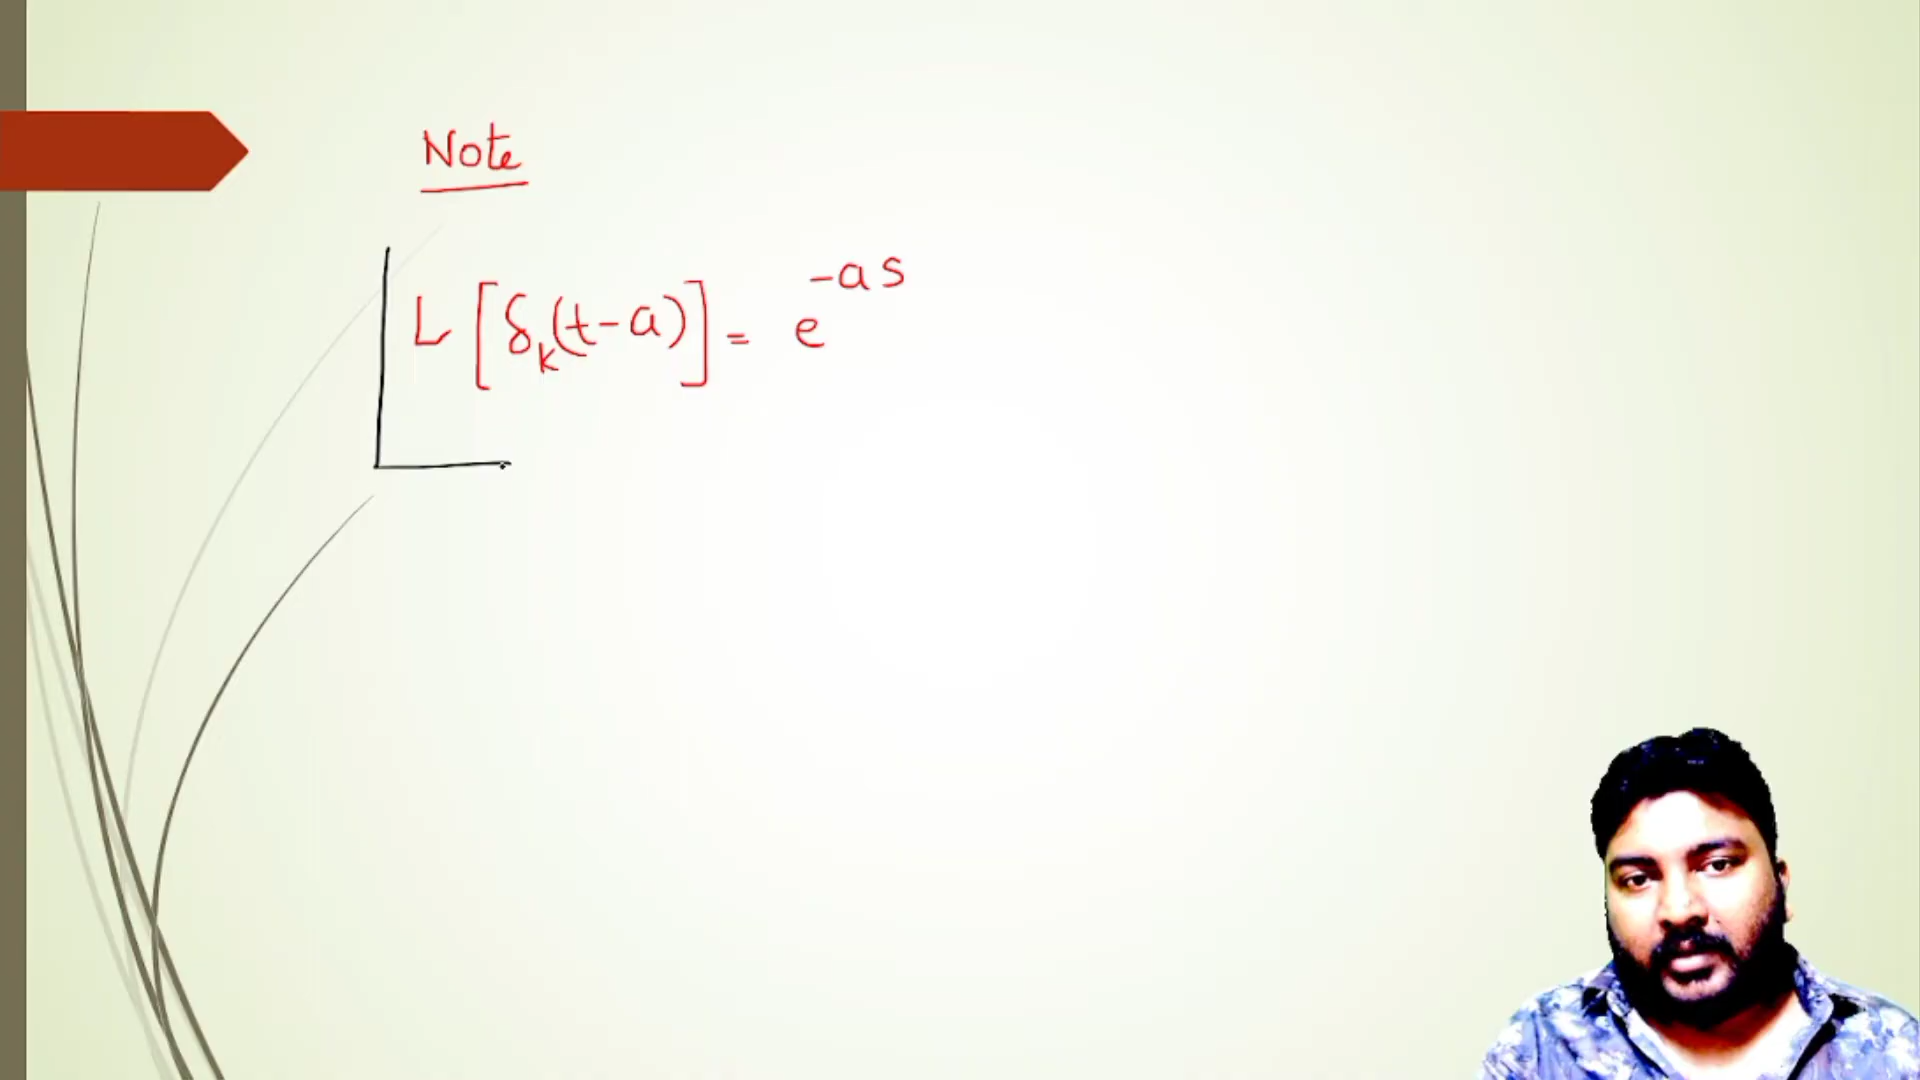 Note
L [δₖ(t-a)] = e^{-as}